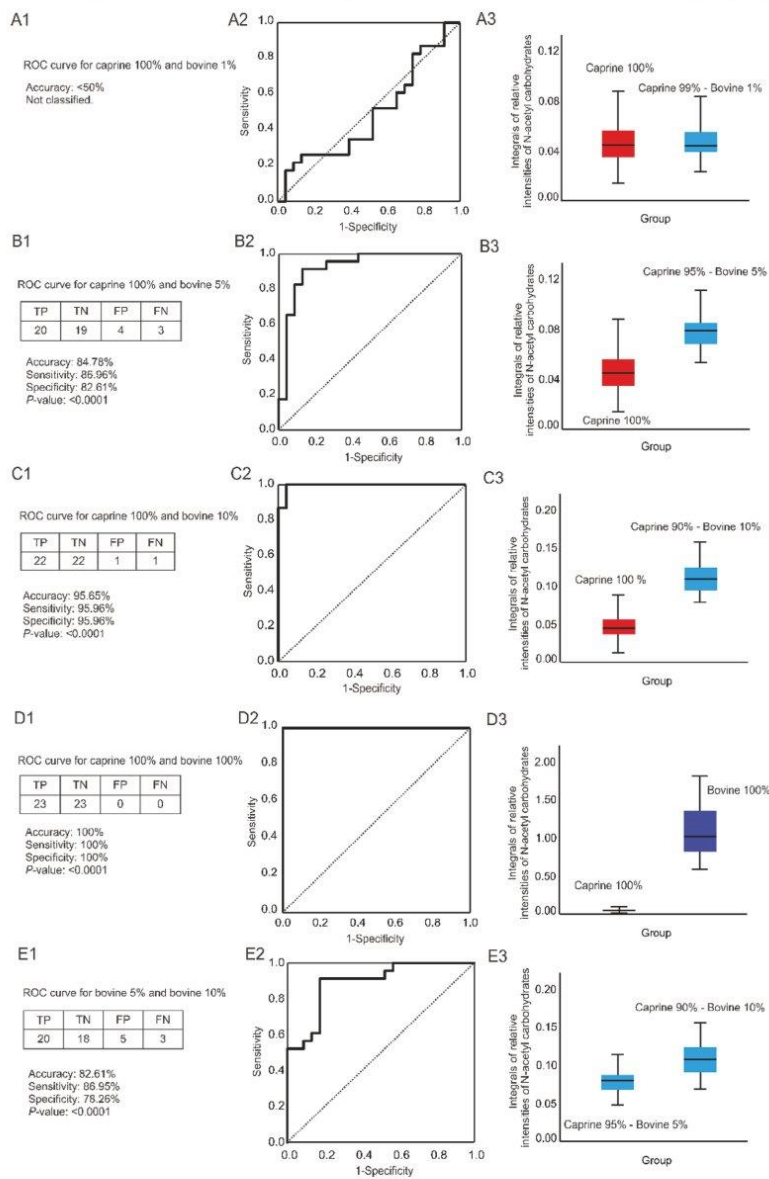 A1
ROC curve for caprine 100% and bovine 1%
Accuracy: <50%
Not classified.
A2
Sensitivity
1.0
0.8
0.6
0.4
0.2
0.0
0.2 0.4 0.6 0.8 1.0
1-Specificity
A3
Integrals of relative
intensities of N-acetyl carbohydrates
0.12
0.08
0.04
0.00
Caprine 100%
Caprine 99% - Bovine 1%
Group
B1
ROC curve for caprine 100% and bovine 5%
TP TN FP FN
20 19 4 3
Accuracy: 84.78%
Sensitivity: 86.96%
Specificity: 82.61%
P-value: <0.0001
B2
Sensitivity
1.0
0.8
0.6
0.4
0.2
0.0
0.0 0.2 0.4 0.6 0.8 1.0
1-Specificity
B3
Integrals of relative
intensities of N-acetyl carbohydrates
0.12
0.08
0.04
0.00
Caprine 95% - Bovine 5%
Caprine 100%
Group
C1
ROC curve for caprine 100% and bovine 10%
TP TN FP FN
22 22 1 1
Accuracy: 95.65%
Sensitivity: 95.96%
Specificity: 95.96%
P-value: <0.0001
C2
Sensitivity
1.0
0.8
0.6
0.4
0.2
0.0
0.0 0.2 0.4 0.6 0.8 1.0
1-Specificity
C3
Integrals of relative
intensities of N-acetyl carbohydrates
0.20
0.15
0.10
0.05
0.00
Caprine 90% - Bovine 10%
Caprine 100 %
Group
D1
ROC curve for caprine 100% and bovine 100%
TP TN FP FN
23 23 0 0
Accuracy: 100%
Sensitivity: 100%
Specificity: 100%
P-value: <0.0001
D2
Sensitivity
1.0
0.8
0.6
0.4
0.2
0.0
0.0 0.2 0.4 0.6 0.8 1.0
1-Specificity
D3
Integrals of relative
intensities of N-acetyl carbohydrates
2.00
1.50
1.00
0.50
0.00
Bovine 100%
Caprine 100%
Group
E1
ROC curve for bovine 5% and bovine 10%
TP TN FP FN
20 18 5 3
Accuracy: 82.61%
Sensitivity: 86.95%
Specificity: 78.26%
P-value: <0.0001
E2
Sensitivity
1.0
0.8
0.6
0.4
0.2
0.0
0.0 0.2 0.4 0.6 0.8 1.0
1-Specificity
E3
Integrals of relative
intensities of N-acetyl carbohydrates
0.20
0.15
0.10
0.05
0.00
Caprine 90% - Bovine 10%
Caprine 95% - Bovine 5%
Group